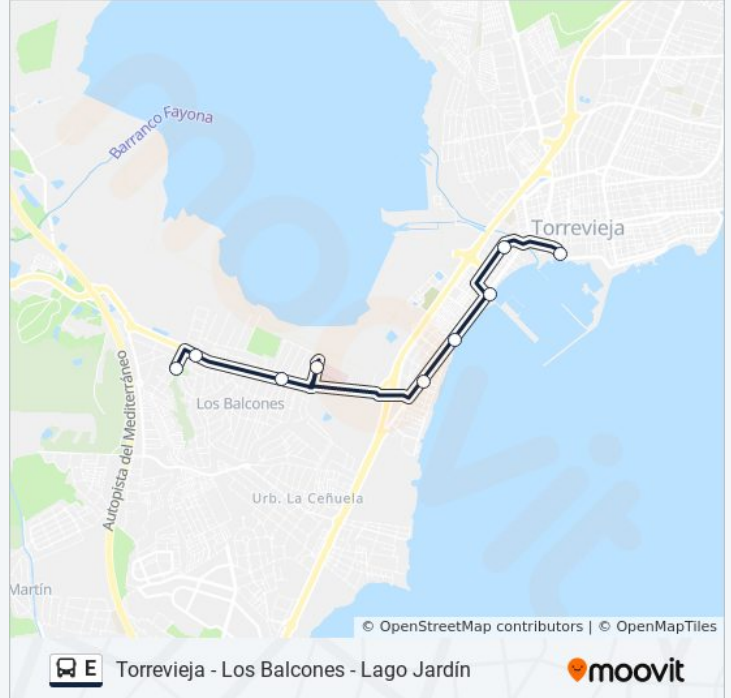 Barranco Fayona
Torrevieja
Autopista del Mediterráneo
Los Balcones
Urb. La Ceñuela
Martín
© OpenStreetMap contributors | © OpenMapTiles
E Torrevieja - Los Balcones - Lago Jardín
moovit
moovit